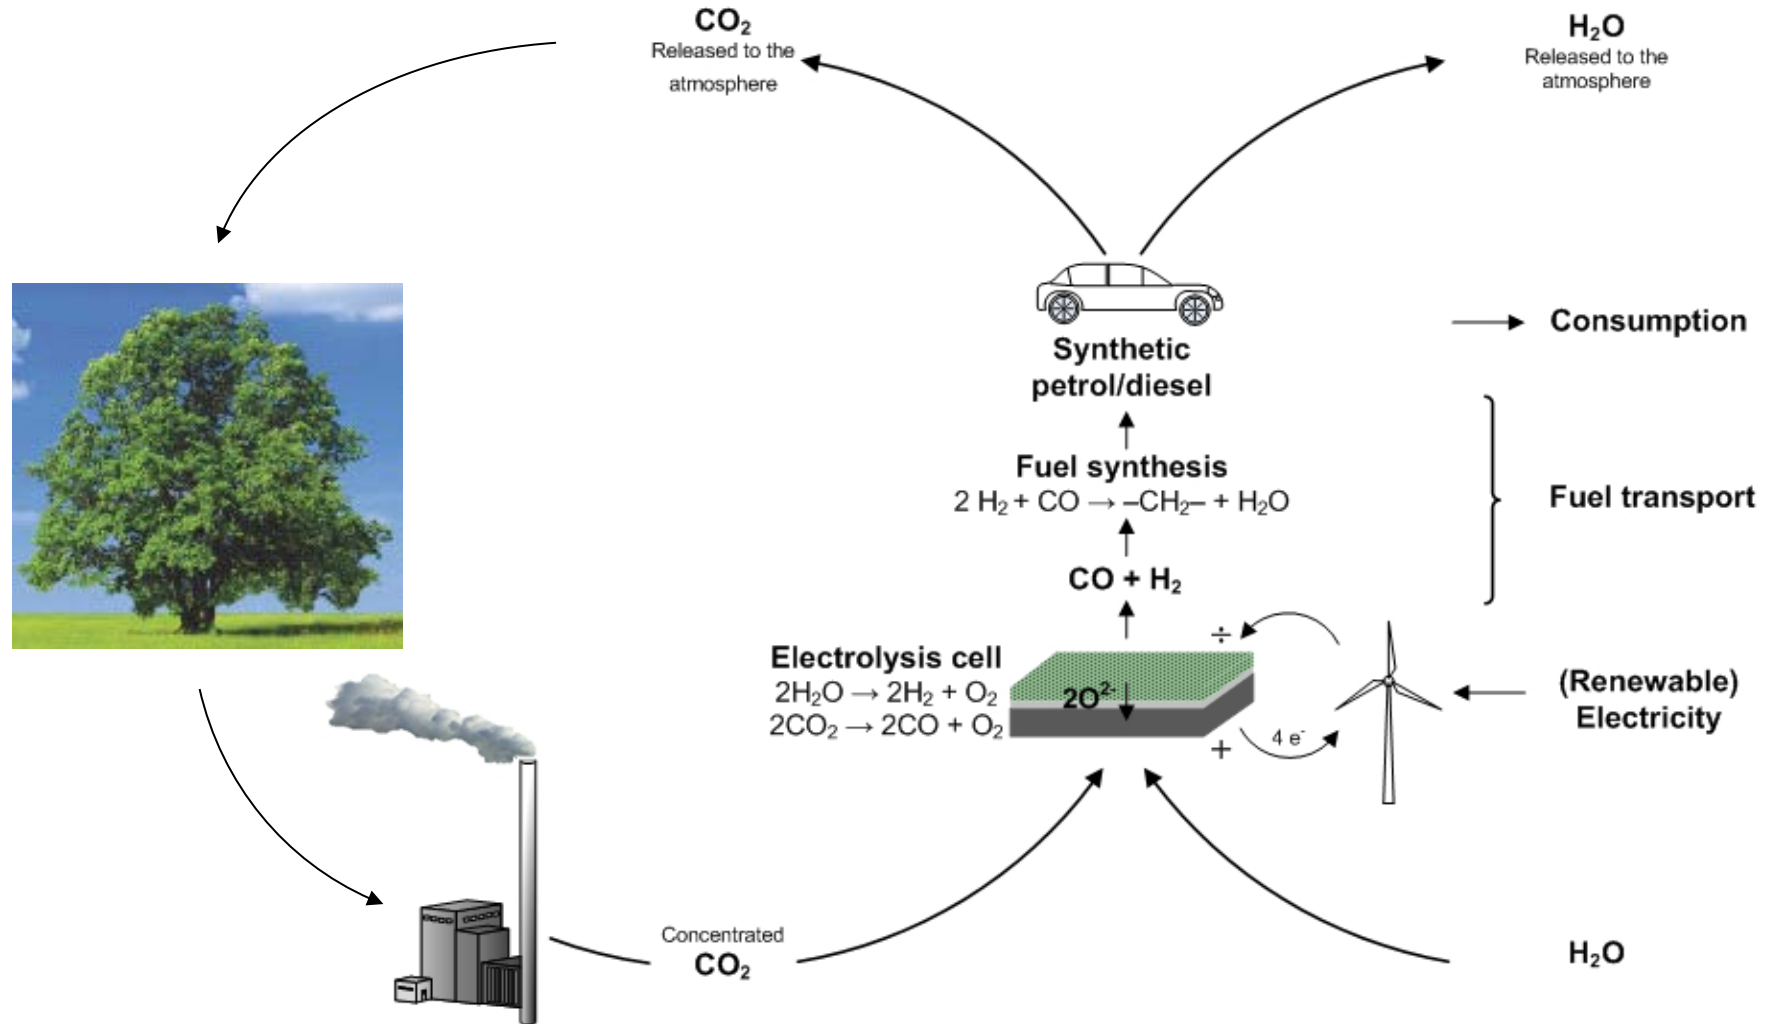 CO₂
Released to the
atmosphere
H₂O
Released to the
atmosphere
Synthetic
petrol/diesel
Consumption
Fuel synthesis
2 H₂ + CO → –CH₂– + H₂O
Fuel transport
CO + H₂
÷
Electrolysis cell
2H₂O → 2H₂ + O₂
2CO₂ → 2CO + O₂
2O²⁻
4 e⁻
+
(Renewable)
Electricity
Concentrated
CO₂
H₂O